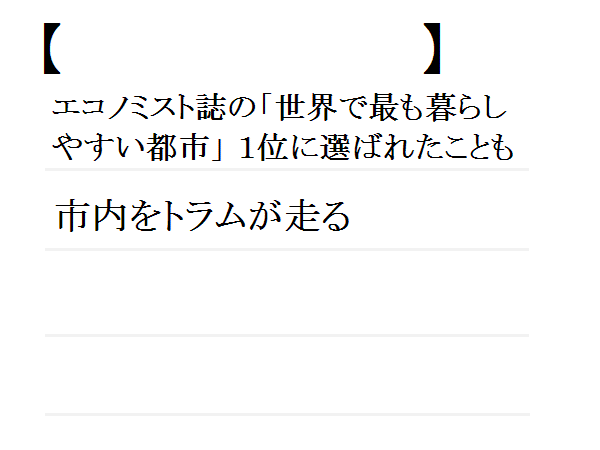 【 】
エコノミスト誌の「世界で最も暮らし
やすい都市」１位に選ばれたことも
市内をトラムが走る